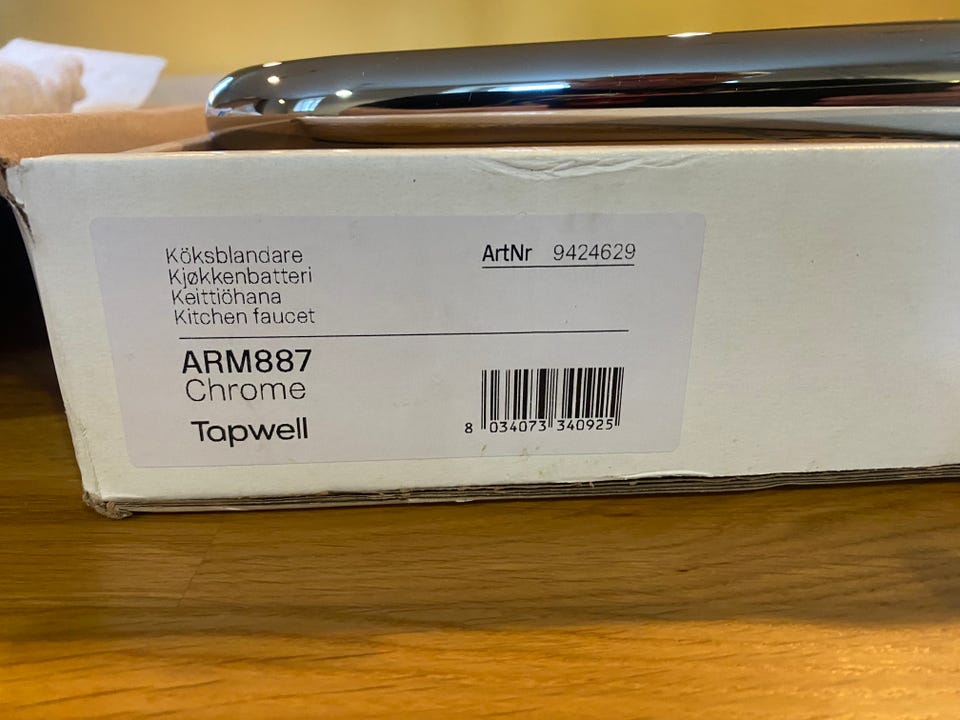 Köksblandare
Kjøkkenbatteri
Keittiöhana
Kitchen faucet
ArtNr 9424629
ARM887
Chrome
Tapwell
8 034073 340925